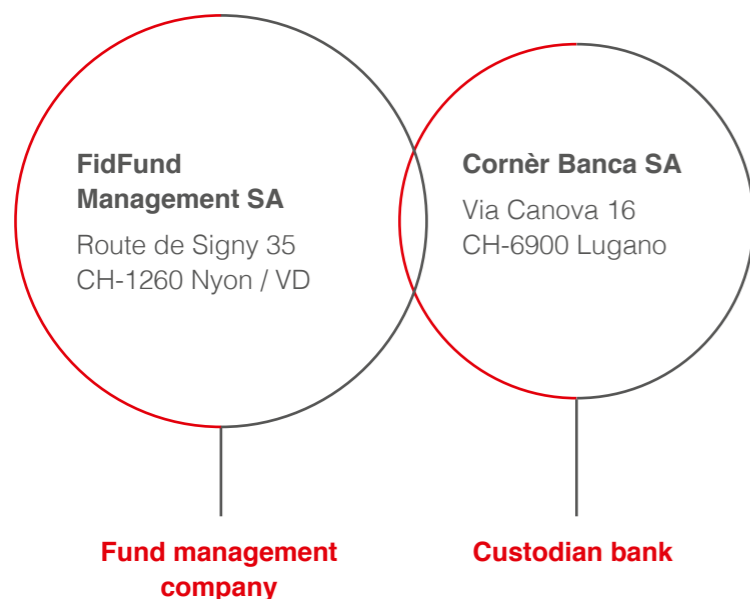 FidFund
Management SA
Route de Signy 35
CH-1260 Nyon / VD
Cornèr Banca SA
Via Canova 16
CH-6900 Lugano
Fund management
company
Custodian bank